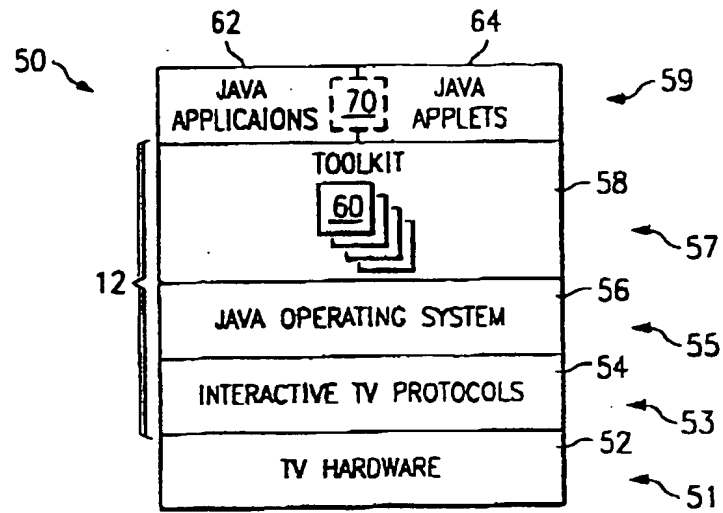 62
64
50
JAVA APPLICAIONS
70
JAVA APPLETS
59
TOOLKIT
60
58
57
12
56
JAVA OPERATING SYSTEM
55
54
INTERACTIVE TV PROTOCOLS
53
52
TV HARDWARE
51